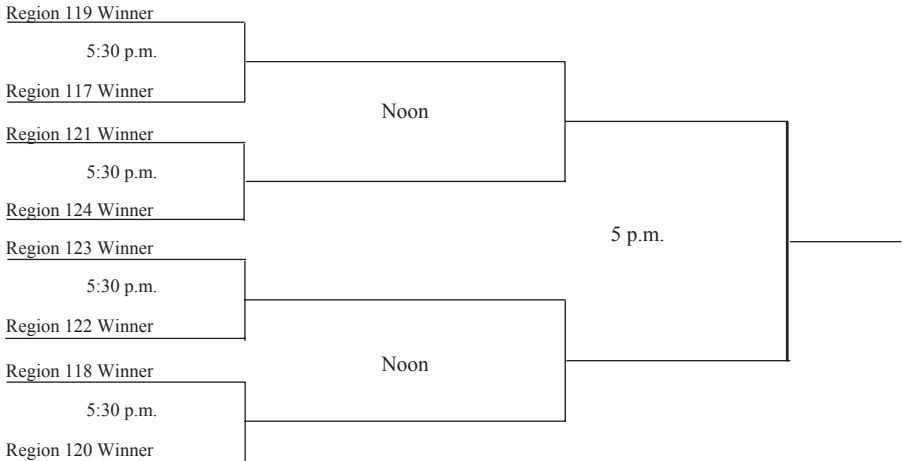 Region 119 Winner
5:30 p.m.
Region 117 Winner
Noon
Region 121 Winner
5:30 p.m.
Region 124 Winner
5 p.m.
Region 123 Winner
5:30 p.m.
Region 122 Winner
Noon
Region 118 Winner
5:30 p.m.
Region 120 Winner